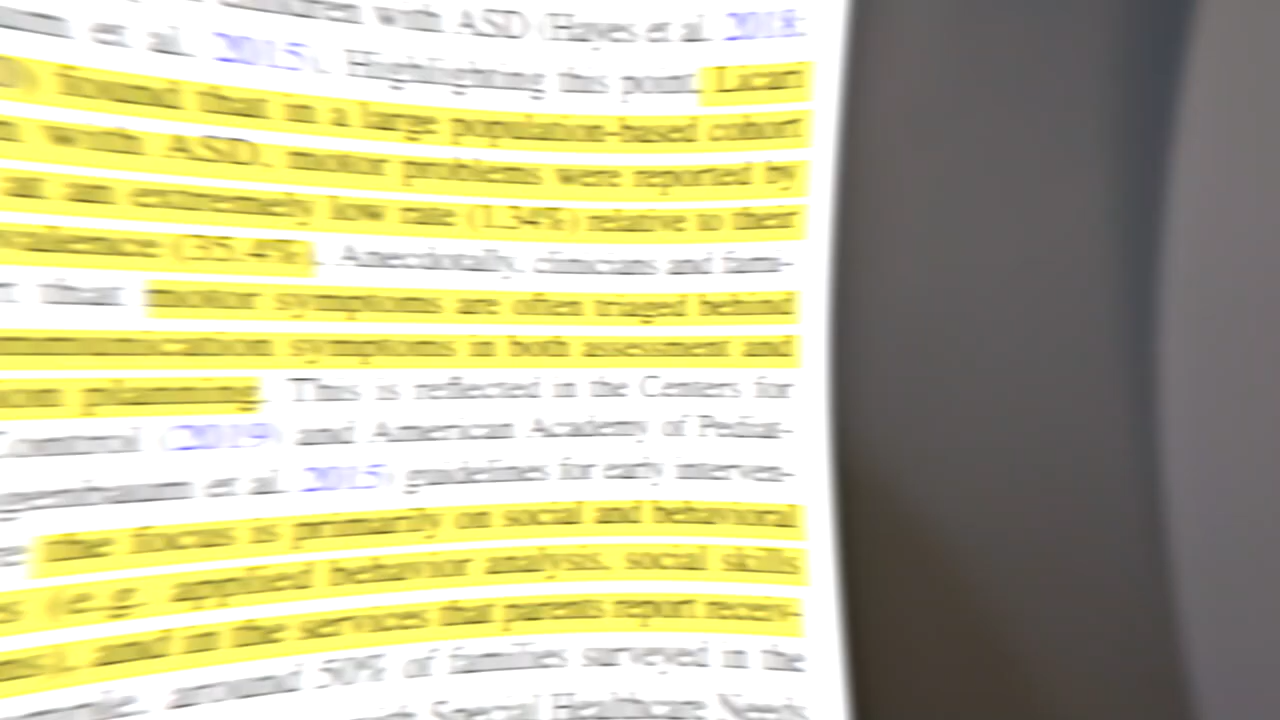 children with ASD (Hayes et al. 2018;
et al. 2015). Highlighting this point, Licari
found that in a large population-based cohort
with ASD, motor problems were reported by
at an extremely low rate (1.34%) relative to their
(35.4%). Anecdotally, clinicians and fami-
that motor symptoms are often triaged behind
communication symptoms in both assessment and
planning. This is reflected in the Centers for
Control (2019) and American Academy of Pediat-
et al. 2015) guidelines for early interven-
the focus is primarily on social and behavioral
(e.g. applied behavior analysis, social skills
and in the services that parents report receiv-
around 50% of families surveyed in the
Special Healthcare Needs